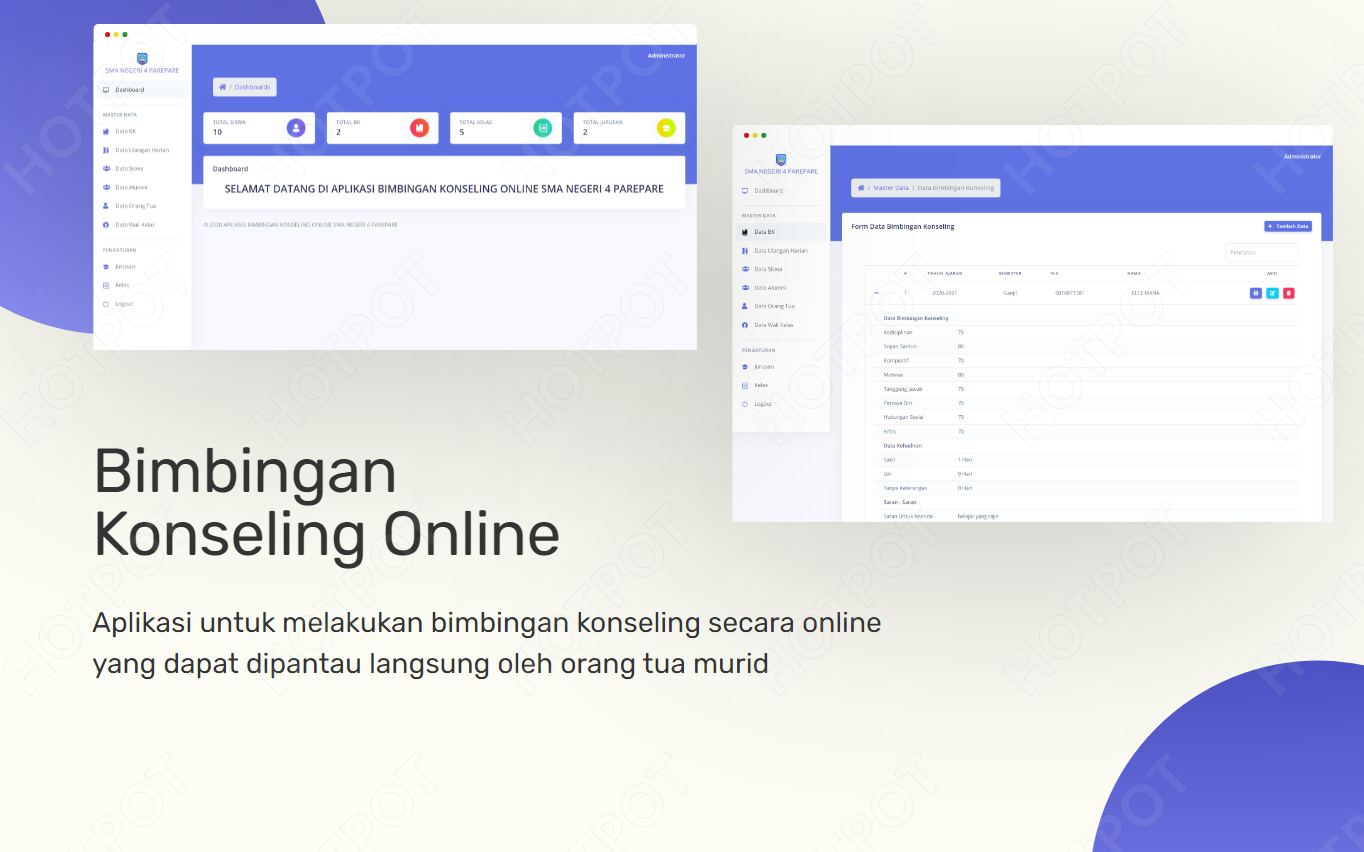 SMA NEGERI 4 PAREPARE
Dashboard
MASTER DATA
Data BK
Data Ulangan Harian
Data Siswa
Data Alumni
Data Orang Tua
Data Wali Kelas
PENGATURAN
Jurusan
Kelas
Logout
Administrator
/ Dashboards
TOTAL SISWA
10
TOTAL BK
2
TOTAL KELAS
5
TOTAL JURUSAN
2
Dashboard
SELAMAT DATANG DI APLIKASI BIMBINGAN KONSELING ONLINE SMA NEGERI 4 PAREPARE
© 2020 APLIKASI BIMBINGAN KONSELING ONLINE SMA NEGERI 4 PAREPARE
SMA NEGERI 4 PAREPARE
Dashboard
MASTER DATA
Data BK
Data Ulangan Harian
Data Siswa
Data Alumni
Data Orang Tua
Data Wali Kelas
PENGATURAN
Jurusan
Kelas
Logout
Administrator
/ Master Data / Data Bimbingan Konseling
Form Data Bimbingan Konseling
+ Tambah Data
Pencarian
# TAHUN AJARAN SEMESTER NIS NAMA AKSI
1 2020-2021 Ganjil ELCE RIANA
Data Bimbingan Konseling
Kedisiplinan 70
Sopan Santun 80
Kompetitif 70
Motivasi 80
Tanggung Jawab 70
Percaya Diri 70
Hubungan Sosial 70
Kritis 70
Data Kehadiran
Sakit 1 Hari
Izin 0 Hari
Tanpa Keterangan 0 Hari
Saran - Saran
Saran Untuk Ananda Belajar yang rajin
Bimbingan
Konseling Online
Aplikasi untuk melakukan bimbingan konseling secara online
yang dapat dipantau langsung oleh orang tua murid
HOTPOT